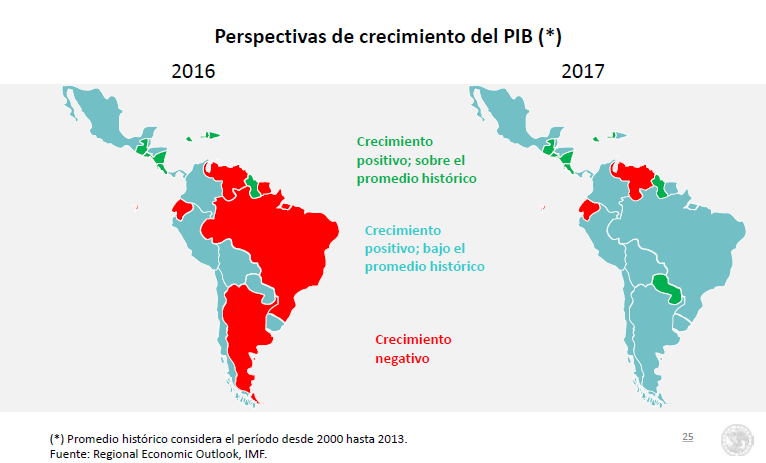 Perspectivas de crecimiento del PIB (*)
2016
2017
Crecimiento
positivo; sobre el
promedio histórico
Crecimiento
positivo; bajo el
promedio histórico
Crecimiento
negativo
(*) Promedio histórico considera el período desde 2000 hasta 2013.
Fuente: Regional Economic Outlook, IMF.
25